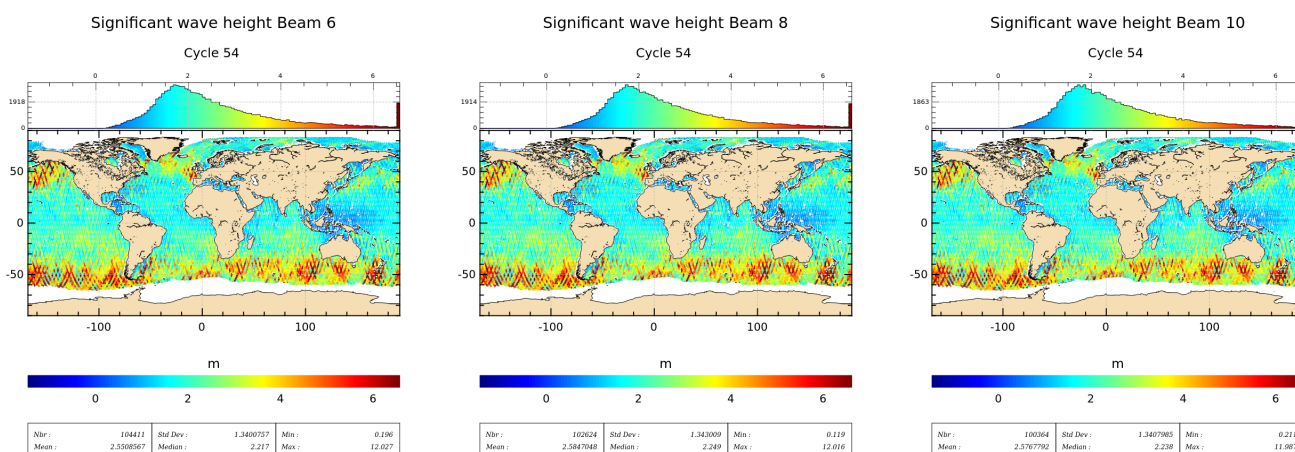 Significant wave height Beam 6
Cycle 54
0 2 4 6
1918
0
50
0
-50
-100 0 100
m
0 2 4 6
Nbr : 104411 Std Dev : 1.3400757 Min : 0.196
Mean : 2.5508567 Median : 2.217 Max : 12.027
Significant wave height Beam 8
Cycle 54
0 2 4 6
1914
0
50
0
-50
-100 0 100
m
0 2 4 6
Nbr : 102624 Std Dev : 1.343009 Min : 0.119
Mean : 2.5847048 Median : 2.249 Max : 12.016
Significant wave height Beam 10
Cycle 54
0 2 4 6
1863
0
50
0
-50
-100 0 100
m
0 2 4 6
Nbr : 100364 Std Dev : 1.3407985 Min : 0.211
Mean : 2.5767792 Median : 2.238 Max : 11.987